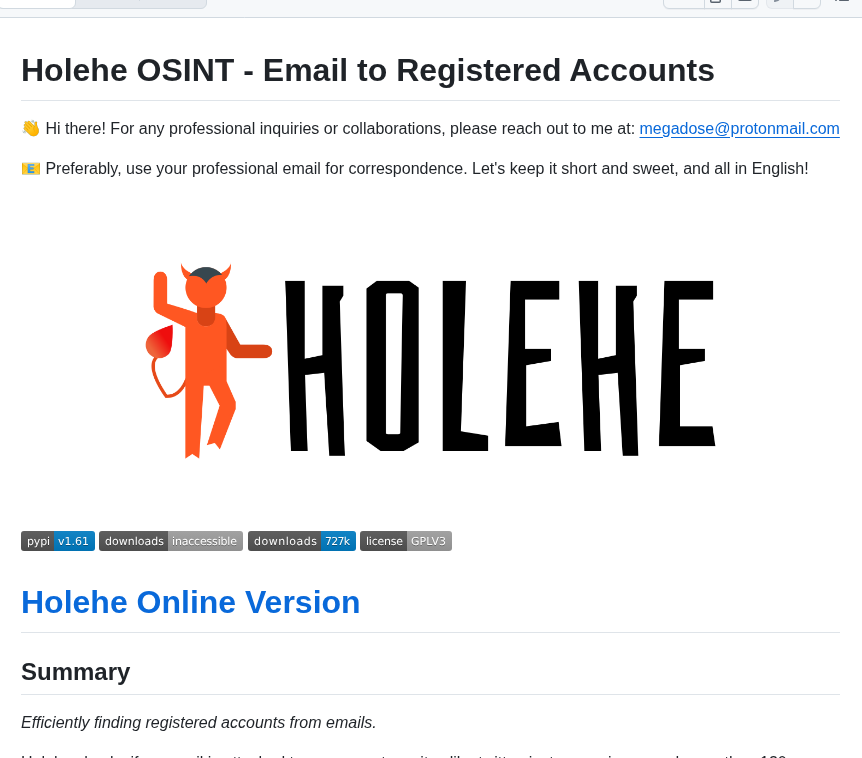 Holehe OSINT - Email to Registered Accounts
👋 Hi there! For any professional inquiries or collaborations, please reach out to me at: megadose@protonmail.com
📧 Preferably, use your professional email for correspondence. Let's keep it short and sweet, and all in English!
HOLEHE
pypi v1.61 downloads inaccessible downloads 727k license GPLV3
Holehe Online Version
Summary
Efficiently finding registered accounts from emails.